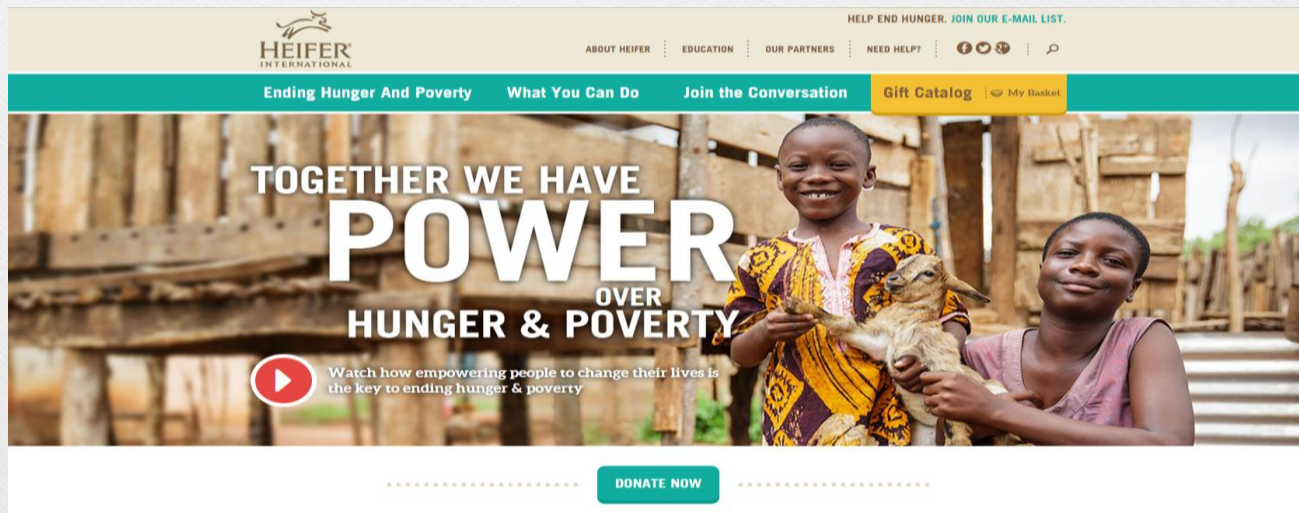 HEIFER
INTERNATIONAL
HELP END HUNGER. JOIN OUR E-MAIL LIST.
ABOUT HEIFER
EDUCATION
OUR PARTNERS
NEED HELP?
Ending Hunger And Poverty
What You Can Do
Join the Conversation
Gift Catalog
My Basket
TOGETHER WE HAVE
POWER
OVER
HUNGER & POVERTY
Watch how empowering people to change their lives is
the key to ending hunger & poverty
DONATE NOW